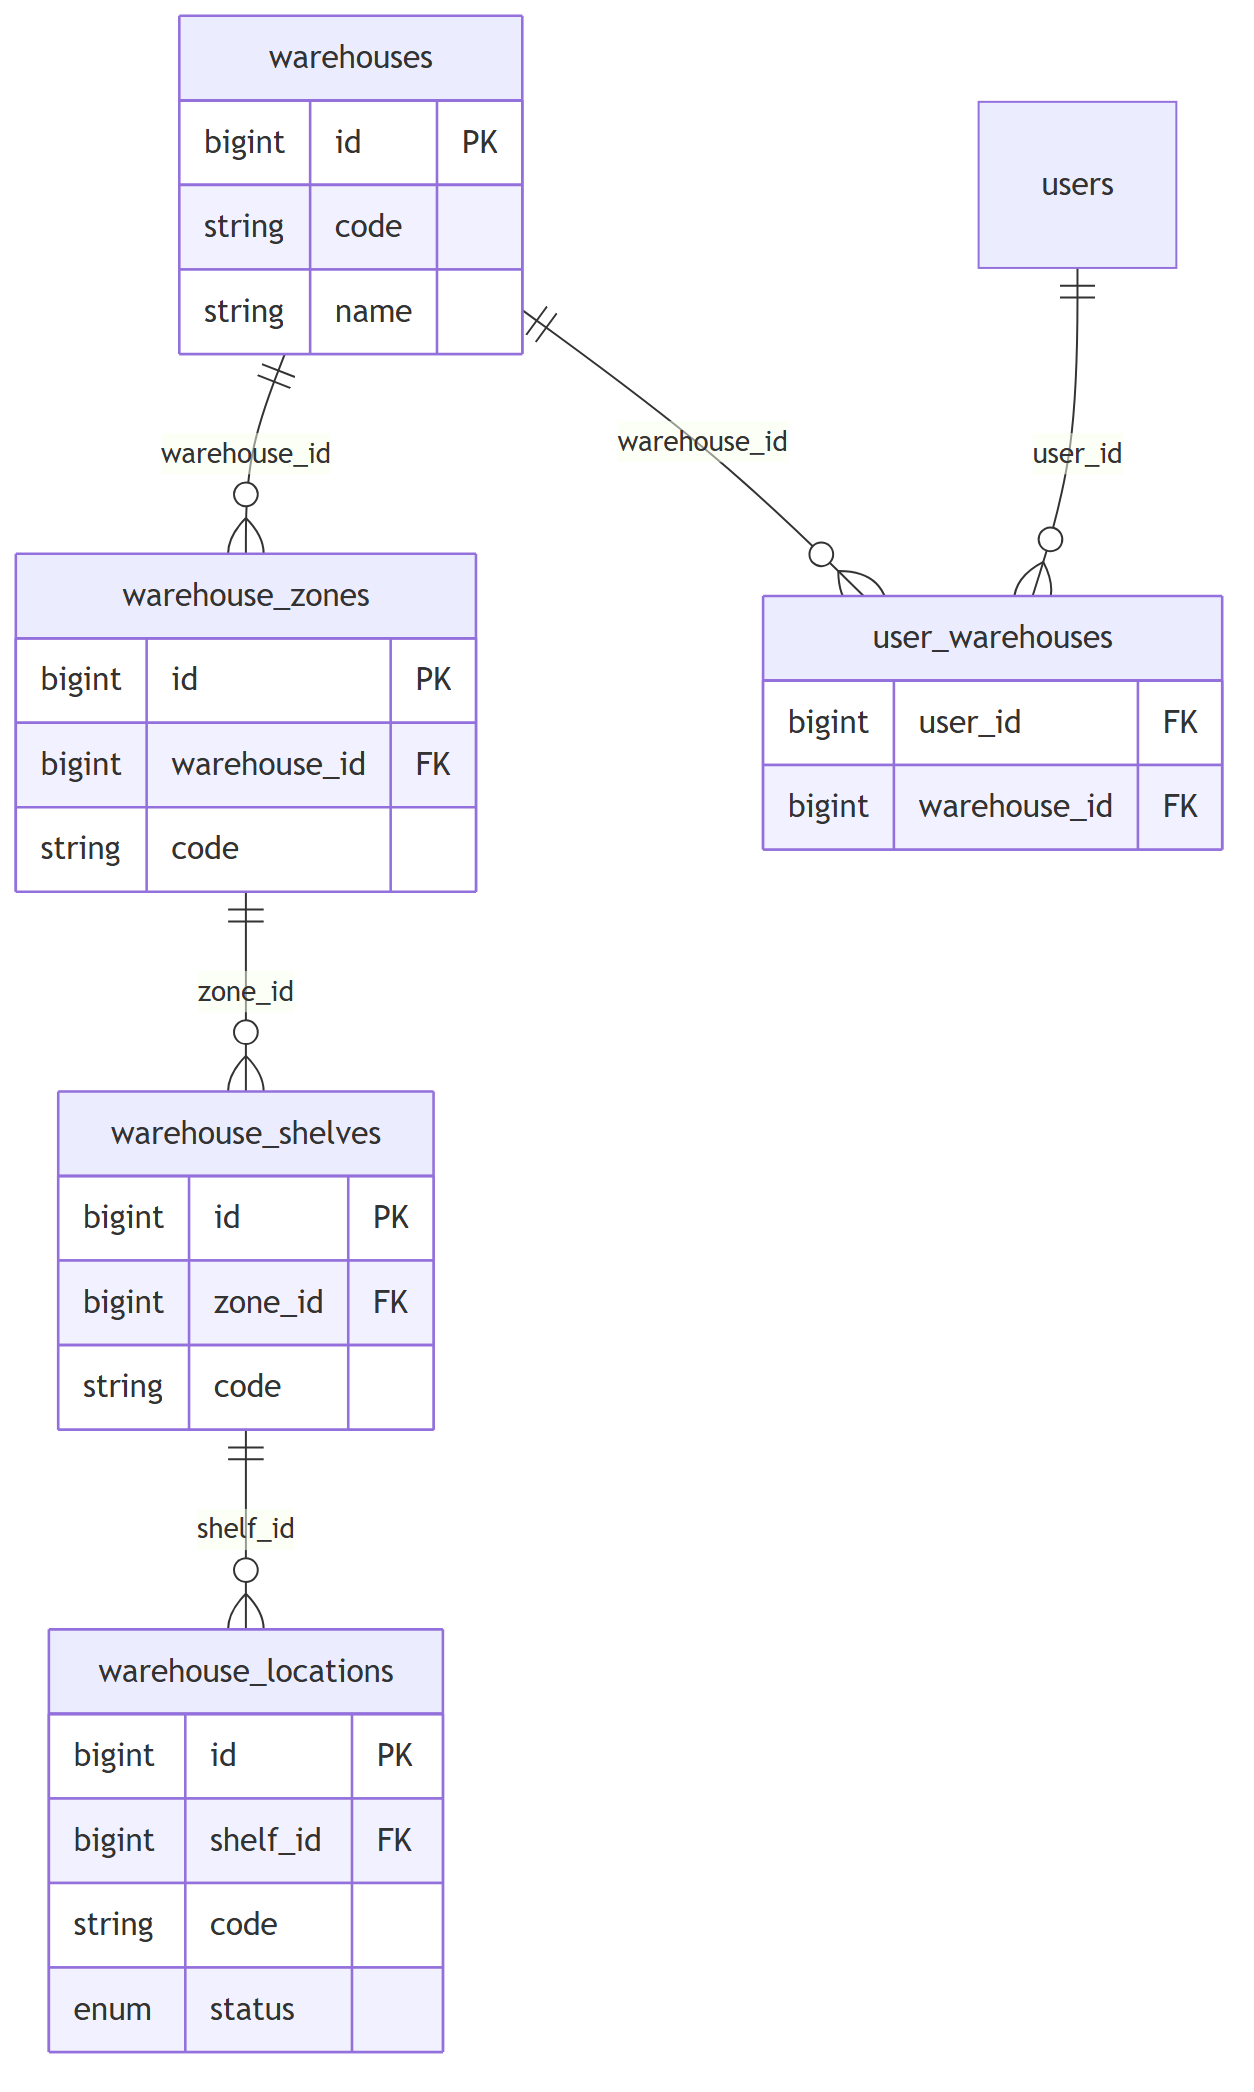 warehouses
bigint id PK
string code
string name
users
warehouse_id
warehouse_id
user_id
warehouse_zones
bigint id PK
bigint warehouse_id FK
string code
user_warehouses
bigint user_id FK
bigint warehouse_id FK
zone_id
warehouse_shelves
bigint id PK
bigint zone_id FK
string code
shelf_id
warehouse_locations
bigint id PK
bigint shelf_id FK
string code
enum status